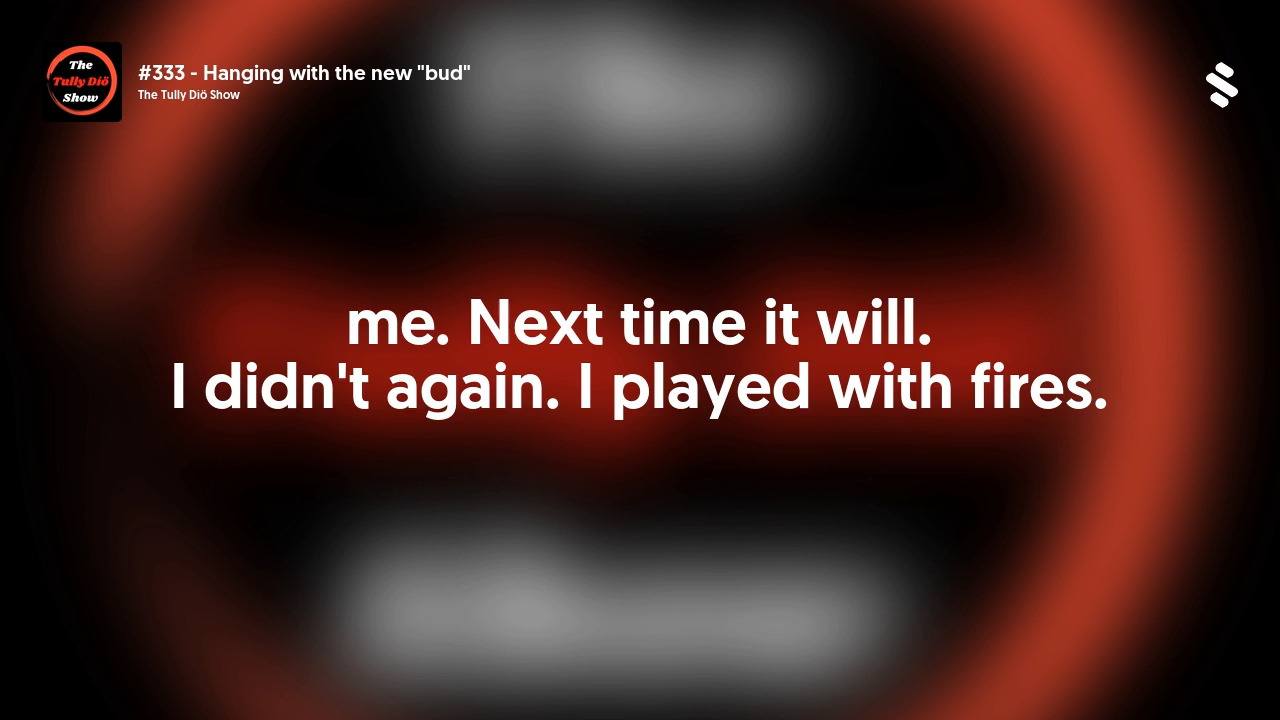 The
Tully Diö
Show
#333 - Hanging with the new "bud"
The Tully Diö Show
me. Next time it will.
I didn't again. I played with fires.